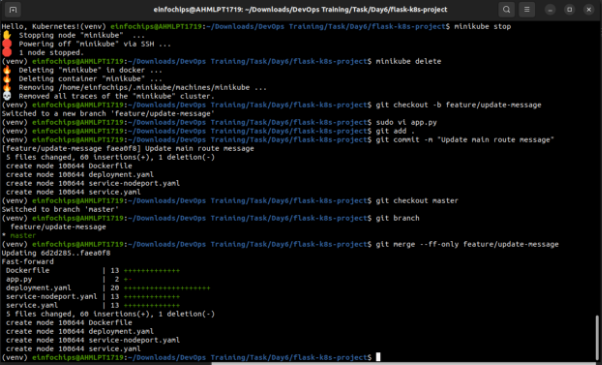 einfochips@AHMLPT1719: ~/Downloads/DevOps Training/Task/Day6/flask-k8s-project
Hello, Kubernetes!(venv) einfochips@AHMLPT1719:~/Downloads/DevOps Training/Task/Day6/flask-k8s-project$ minikube stop
Stopping node "minikube" ...
Powering off "minikube" via SSH ...
1 node stopped.
(venv) einfochips@AHMLPT1719:~/Downloads/DevOps Training/Task/Day6/flask-k8s-project$ minikube delete
Deleting "minikube" in docker ...
Deleting container "minikube" ...
Removing /home/einfochips/.minikube/machines/minikube ...
Removed all traces of the "minikube" cluster.
(venv) einfochips@AHMLPT1719:~/Downloads/DevOps Training/Task/Day6/flask-k8s-project$ git checkout -b feature/update-message
Switched to a new branch 'feature/update-message'
(venv) einfochips@AHMLPT1719:~/Downloads/DevOps Training/Task/Day6/flask-k8s-project$ sudo vi app.py
(venv) einfochips@AHMLPT1719:~/Downloads/DevOps Training/Task/Day6/flask-k8s-project$ git add .
(venv) einfochips@AHMLPT1719:~/Downloads/DevOps Training/Task/Day6/flask-k8s-project$ git commit -m "Update main route message"
[feature/update-message faea0f8] Update main route message
5 files changed, 60 insertions(+), 1 deletion(-)
create mode 100644 Dockerfile
create mode 100644 deployment.yaml
create mode 100644 service-nodeport.yaml
create mode 100644 service.yaml
(venv) einfochips@AHMLPT1719:~/Downloads/DevOps Training/Task/Day6/flask-k8s-project$ git checkout master
Switched to branch 'master'
(venv) einfochips@AHMLPT1719:~/Downloads/DevOps Training/Task/Day6/flask-k8s-project$ git branch
feature/update-message
* master
(venv) einfochips@AHMLPT1719:~/Downloads/DevOps Training/Task/Day6/flask-k8s-project$ git merge --ff-only feature/update-message
Updating 6d2d285..faea0f8
Fast-forward
Dockerfile | 13 +++++++++++++
app.py | 2 +-
deployment.yaml | 20 ++++++++++++++++++++
service-nodeport.yaml | 13 +++++++++++++
service.yaml | 13 +++++++++++++
5 files changed, 60 insertions(+), 1 deletion(-)
create mode 100644 Dockerfile
create mode 100644 deployment.yaml
create mode 100644 service-nodeport.yaml
create mode 100644 service.yaml
(venv) einfochips@AHMLPT1719:~/Downloads/DevOps Training/Task/Day6/flask-k8s-project$